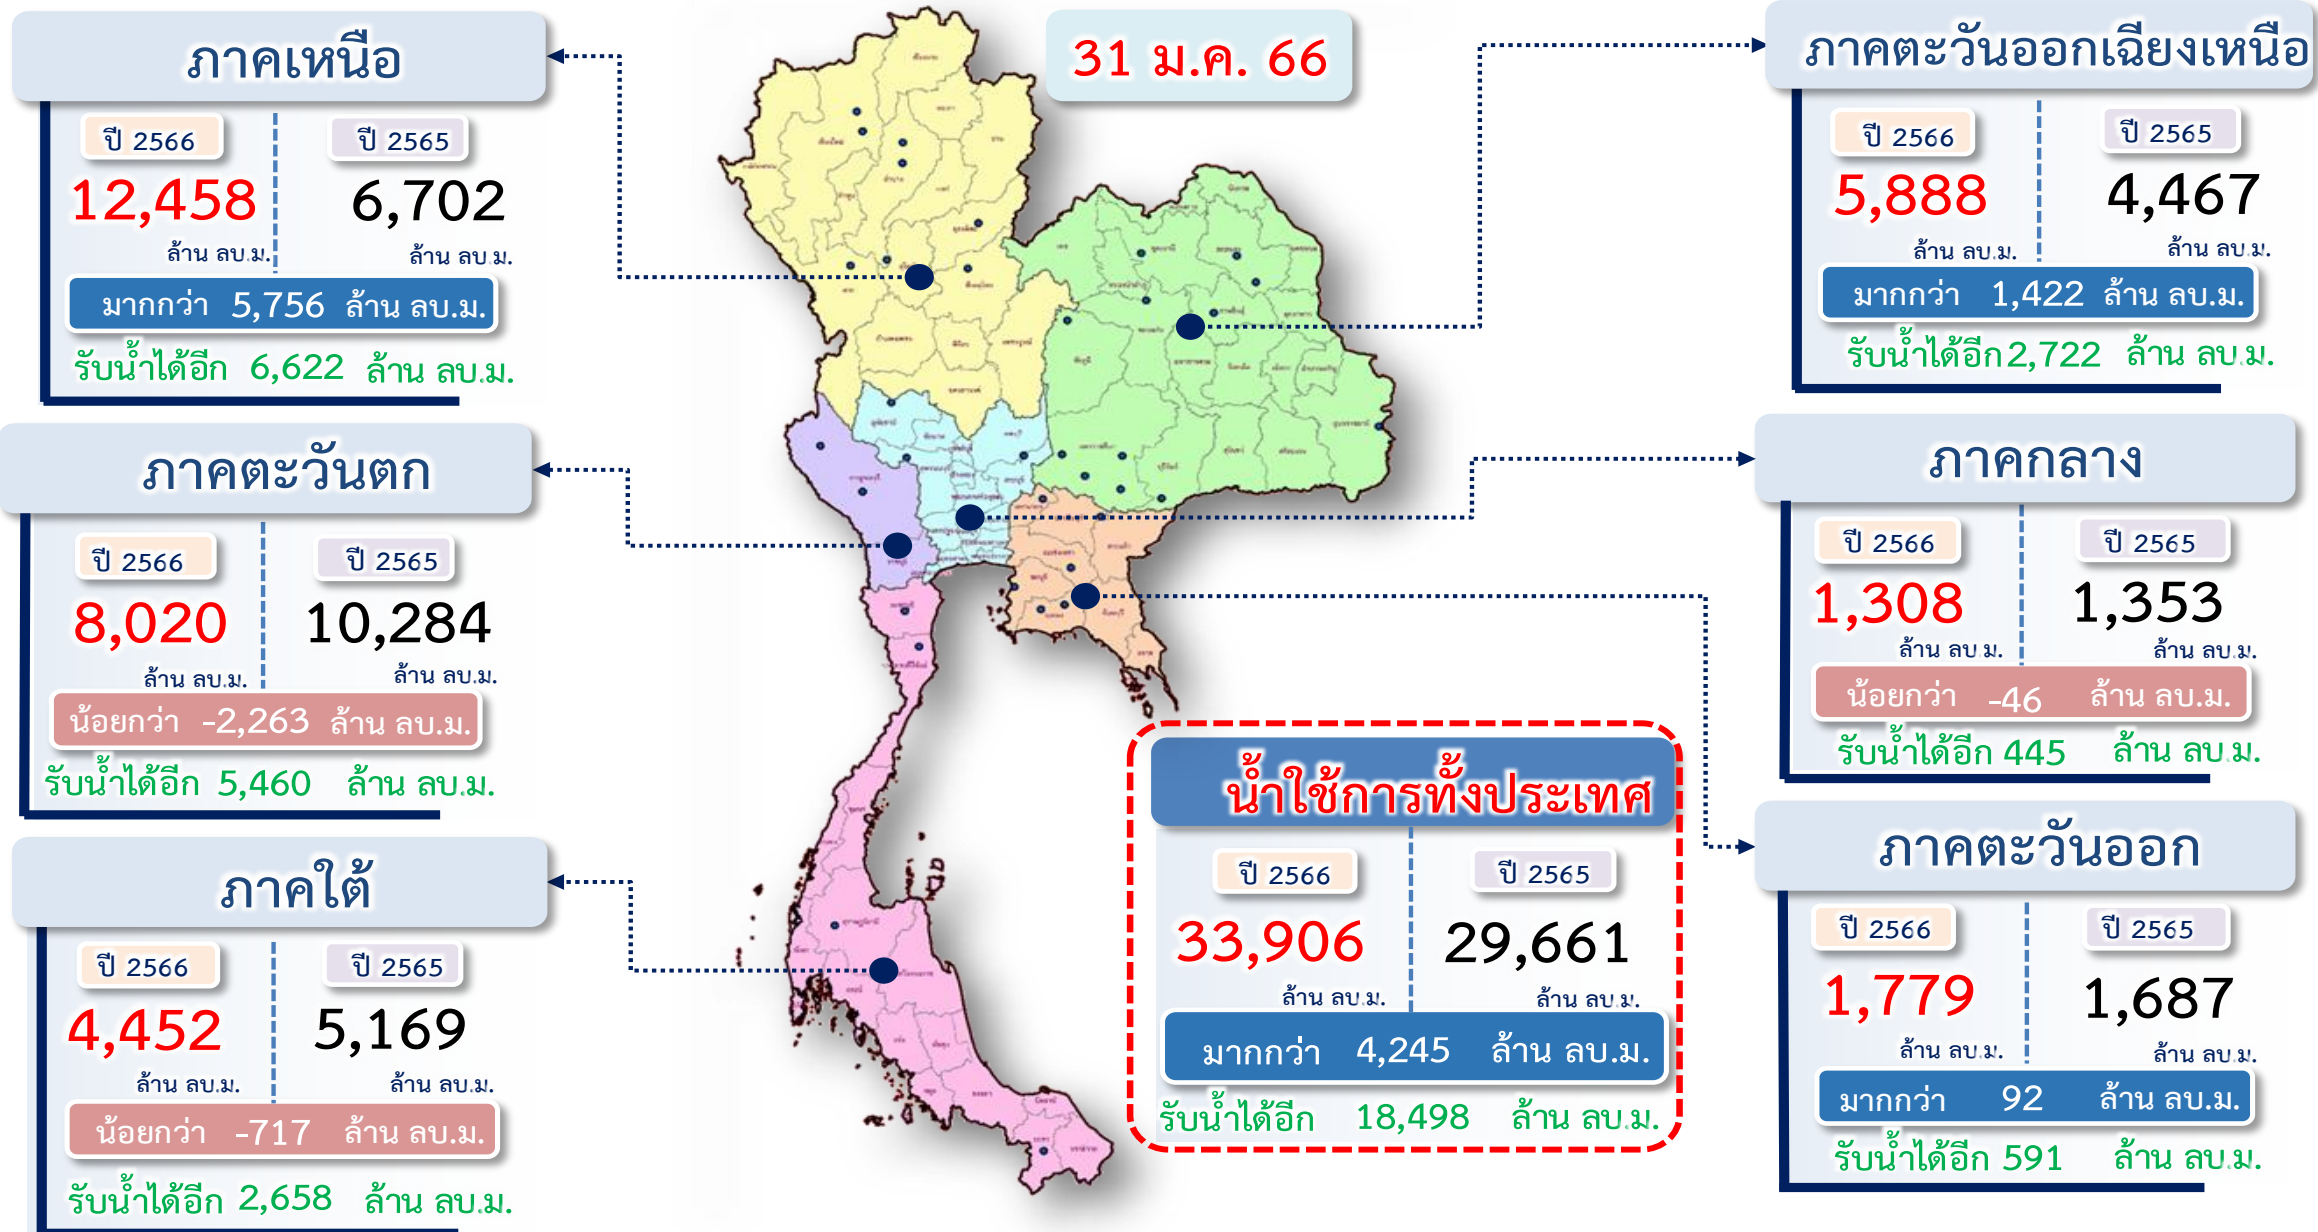 31 ม.ค. 66
ภาคเหนือ
ปี 2566 ปี 2565
12,458 6,702
ล้าน ลบ.ม. ล้าน ลบ.ม.
มากกว่า 5,756 ล้าน ลบ.ม.
รับน้ำได้อีก 6,622 ล้าน ลบ.ม.
ภาคตะวันตก
ปี 2566 ปี 2565
8,020 10,284
ล้าน ลบ.ม. ล้าน ลบ.ม.
น้อยกว่า -2,263 ล้าน ลบ.ม.
รับน้ำได้อีก 5,460 ล้าน ลบ.ม.
ภาคใต้
ปี 2566 ปี 2565
4,452 5,169
ล้าน ลบ.ม. ล้าน ลบ.ม.
น้อยกว่า -717 ล้าน ลบ.ม.
รับน้ำได้อีก 2,658 ล้าน ลบ.ม.
น้ำใช้การทั้งประเทศ
ปี 2566 ปี 2565
33,906 29,661
ล้าน ลบ.ม. ล้าน ลบ.ม.
มากกว่า 4,245 ล้าน ลบ.ม.
รับน้ำได้อีก 18,498 ล้าน ลบ.ม.
ภาคตะวันออกเฉียงเหนือ
ปี 2566 ปี 2565
5,888 4,467
ล้าน ลบ.ม. ล้าน ลบ.ม.
มากกว่า 1,422 ล้าน ลบ.ม.
รับน้ำได้อีก 2,722 ล้าน ลบ.ม.
ภาคกลาง
ปี 2566 ปี 2565
1,308 1,353
ล้าน ลบ.ม. ล้าน ลบ.ม.
น้อยกว่า -46 ล้าน ลบ.ม.
รับน้ำได้อีก 445 ล้าน ลบ.ม.
ภาคตะวันออก
ปี 2566 ปี 2565
1,779 1,687
ล้าน ลบ.ม. ล้าน ลบ.ม.
มากกว่า 92 ล้าน ลบ.ม.
รับน้ำได้อีก 591 ล้าน ลบ.ม.